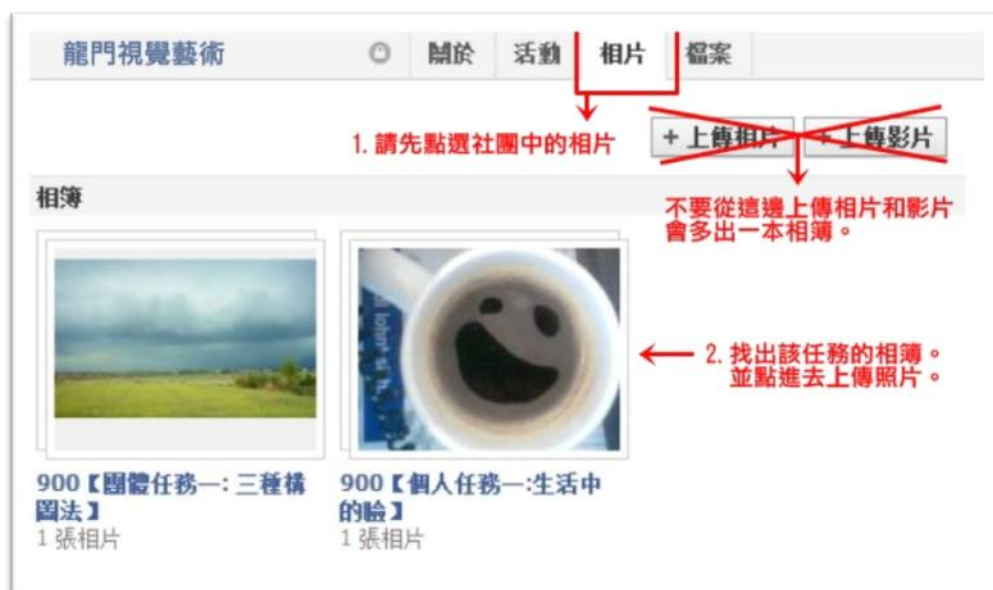 龍門視覺藝術 關於 活動 相片 檔案
1. 請先點選社團中的相片
+ 上傳相片 + 上傳影片
不要從這邊上傳相片和影片
會多出一本相簿。
相簿
2. 找出該任務的相簿。
並點進去上傳照片。
900【團體任務一: 三種構
圖法】
1 張相片
900【個人任務一:生活中
的臉】
1 張相片